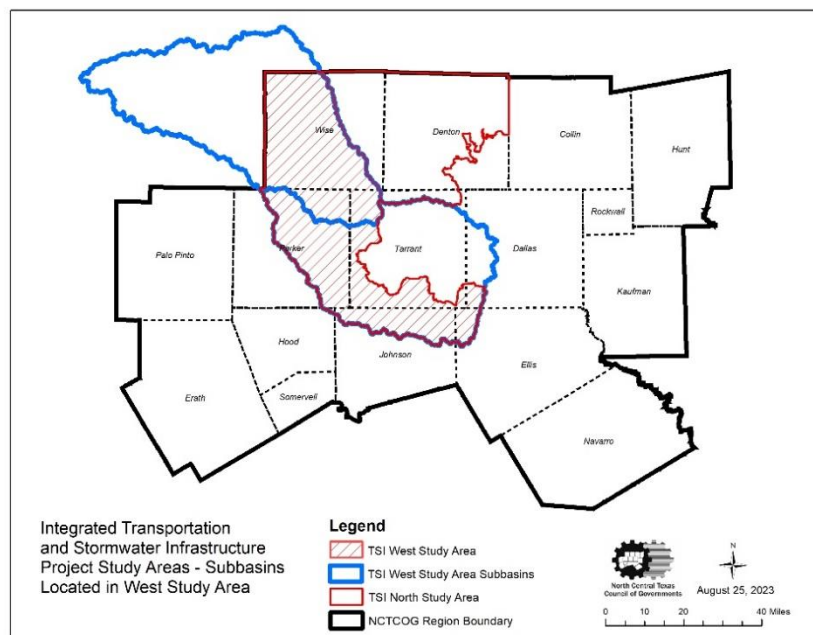 Wise
Denton
Collin
Hunt
Rockwall
Palo Pinto
Parker
Tarrant
Dallas
Kaufman
Hood
Johnson
Ellis
Erath
Somervell
Navarro
Integrated Transportation
and Stormwater Infrastructure
Project Study Areas - Subbasins
Located in West Study Area
Legend
TSI West Study Area
TSI West Study Area Subbasins
TSI North Study Area
NCTCOG Region Boundary
North Central Texas
Council of Governments
N
August 25, 2023
0 10 20 40 Miles